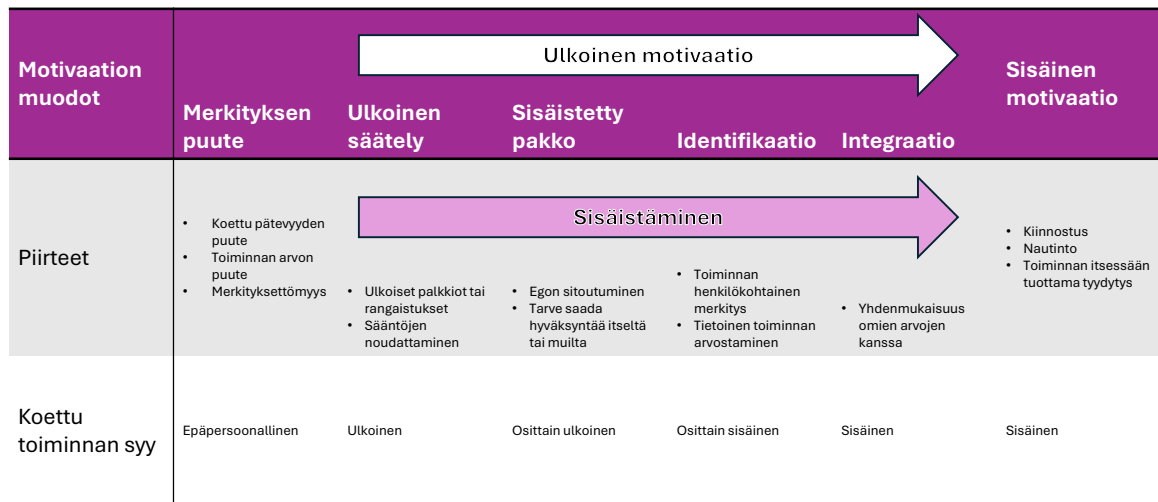 Motivaation
muodot
Ulkoinen motivaatio
Merkityksen
puute
Ulkoinen
säätely
Sisäistetty
pakko
Identifikaatio
Integraatio
Sisäinen
motivaatio
Piirteet
Sisäistäminen
• Koettu pätevyyden
puute
• Toiminnan arvon
puute
• Merkityksettömyys
• Ulkoiset palkkiot tai
rangaistukset
• Sääntöjen
noudattaminen
• Egon sitoutuminen
• Tarve saada
hyväksyntää itseltä
tai muilta
• Toiminnan
henkilökohtainen
merkitys
• Tietoinen toiminnan
arvostaminen
• Yhdenmukaisuus
omien arvojen
kanssa
• Kiinnostus
• Nautinto
• Toiminnan itsessään
tuottama tyydytys
Koettu
toiminnan syy
Epäpersoonallinen
Ulkoinen
Osittain ulkoinen
Osittain sisäinen
Sisäinen
Sisäinen